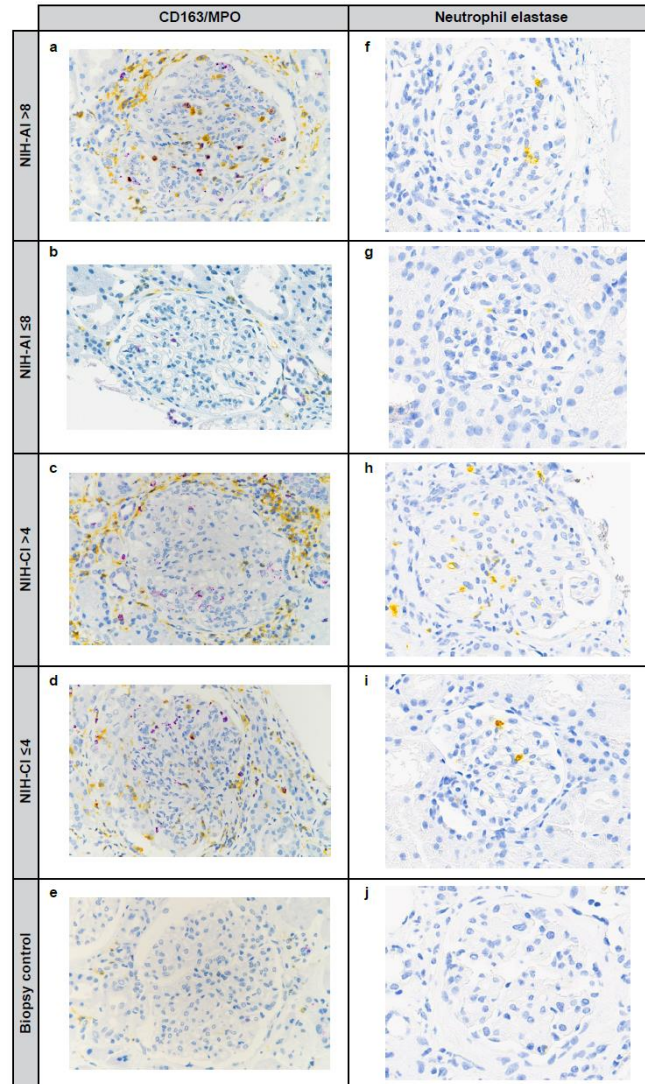 CD163/MPO
Neutrophil elastase
NIH-AI >8
a
f
NIH-AI ≤8
b
g
NIH-CI >4
c
h
NIH-CI ≤4
d
i
Biopsy control
e
j